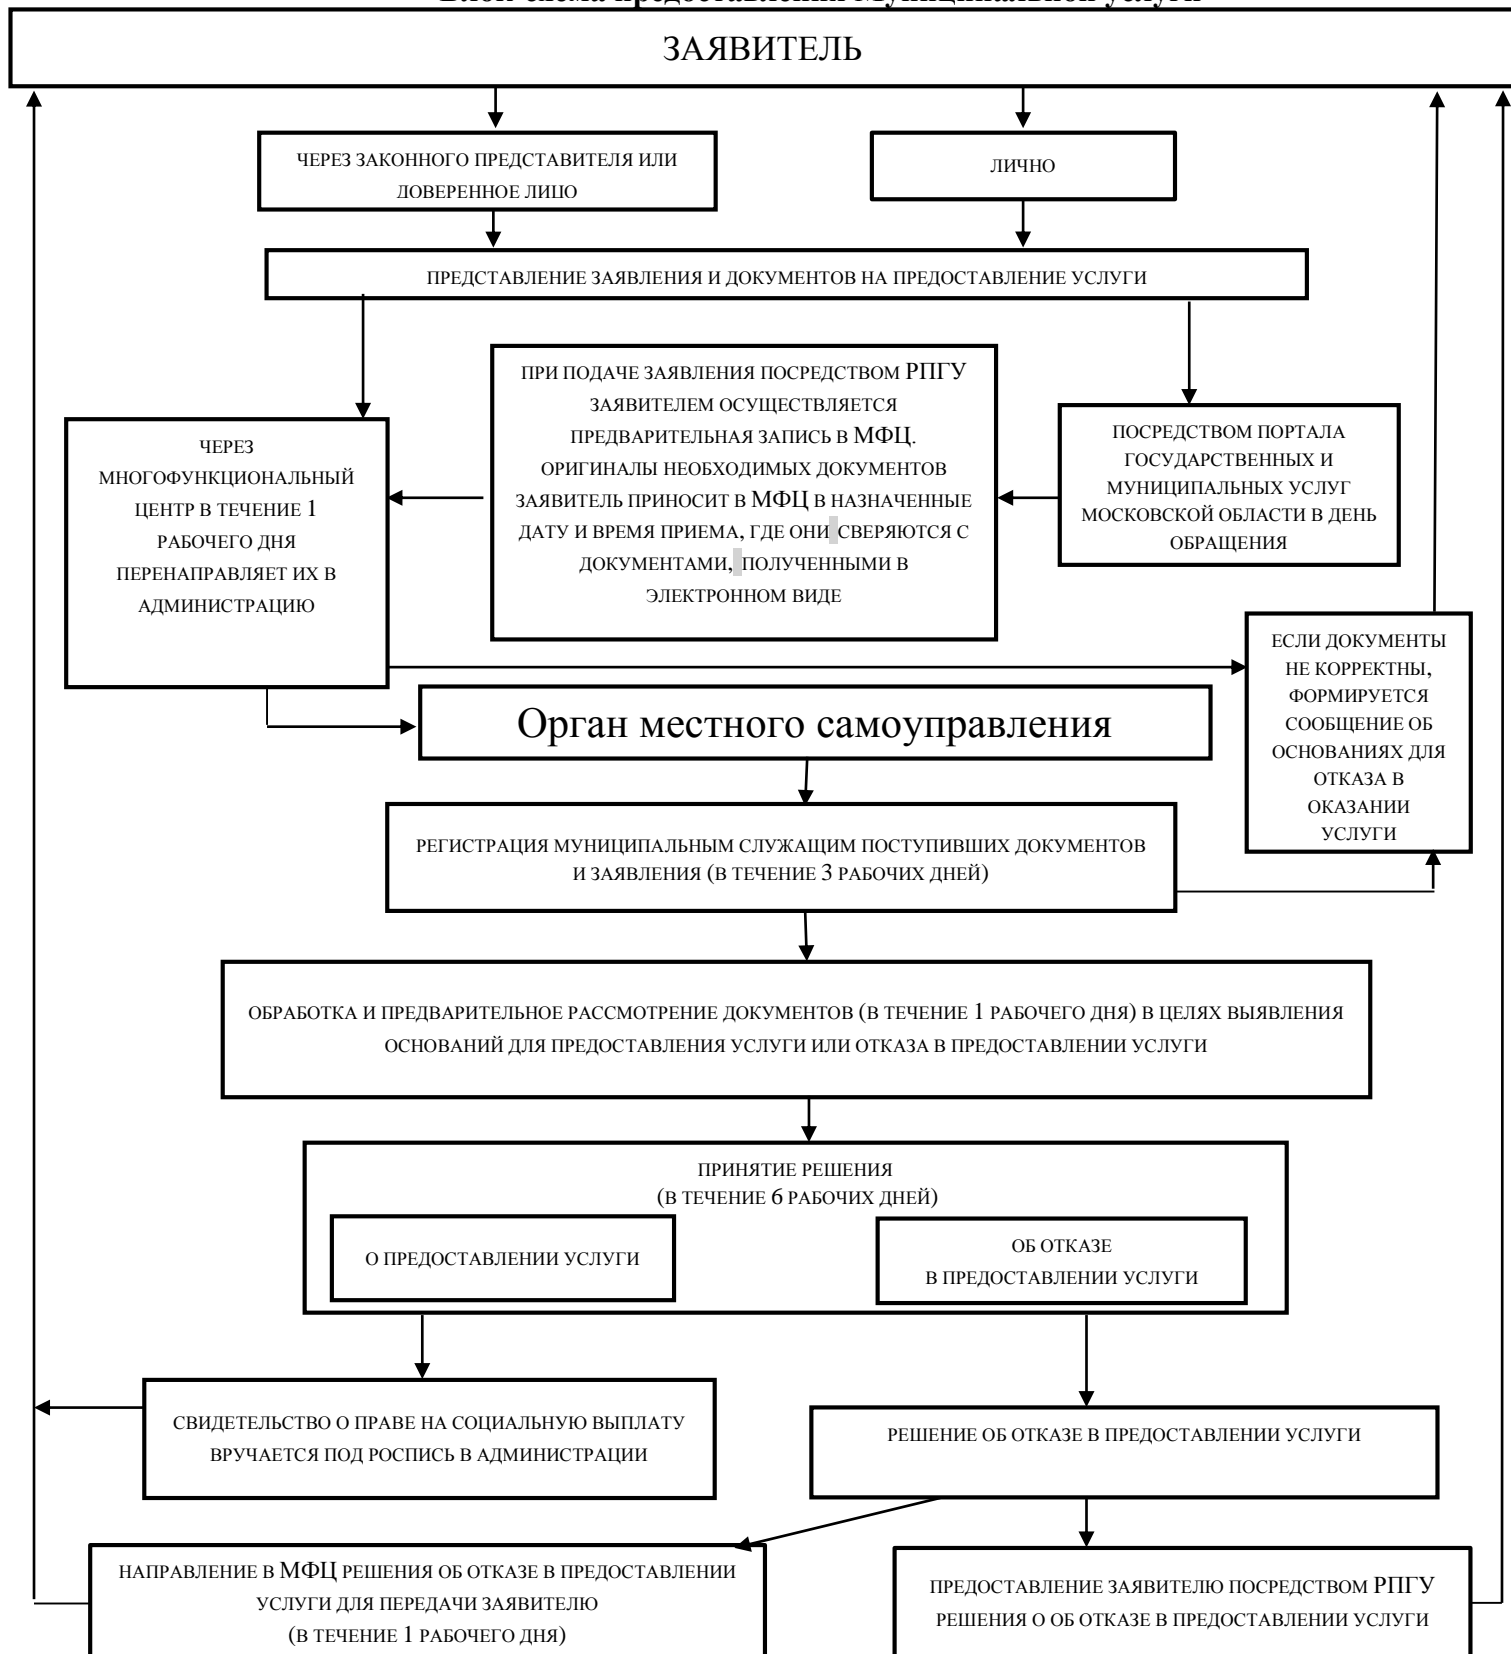 Блок-схема предоставления Муниципальной услуги
ЗАЯВИТЕЛЬ
ЧЕРЕЗ ЗАКОННОГО ПРЕДСТАВИТЕЛЯ ИЛИ
ДОВЕРЕННОЕ ЛИЦО
ЛИЧНО
ПРЕДСТАВЛЕНИЕ ЗАЯВЛЕНИЯ И ДОКУМЕНТОВ НА ПРЕДОСТАВЛЕНИЕ УСЛУГИ
ПРИ ПОДАЧЕ ЗАЯВЛЕНИЯ ПОСРЕДСТВОМ РПГУ
ЗАЯВИТЕЛЕМ ОСУЩЕСТВЛЯЕТСЯ
ПРЕДВАРИТЕЛЬНАЯ ЗАПИСЬ В МФЦ.
ОРИГИНАЛЫ НЕОБХОДИМЫХ ДОКУМЕНТОВ
ЗАЯВИТЕЛЬ ПРИНОСИТ В МФЦ В НАЗНАЧЕННЫЕ
ДАТУ И ВРЕМЯ ПРИЕМА, ГДЕ ОНИ СВЕРЯЮТСЯ С
ДОКУМЕНТАМИ, ПОЛУЧЕННЫМИ В
ЭЛЕКТРОННОМ ВИДЕ
ЧЕРЕЗ
МНОГОФУНКЦИОНАЛЬНЫЙ
ЦЕНТР В ТЕЧЕНИЕ 1
РАБОЧЕГО ДНЯ
ПЕРЕНАПРАВЛЯЕТ ИХ В
АДМИНИСТРАЦИЮ
ПОСРЕДСТВОМ ПОРТАЛА
ГОСУДАРСТВЕННЫХ И
МУНИЦИПАЛЬНЫХ УСЛУГ
МОСКОВСКОЙ ОБЛАСТИ В ДЕНЬ
ОБРАЩЕНИЯ
ЕСЛИ ДОКУМЕНТЫ
НЕ КОРРЕКТНЫ,
ФОРМИРУЕТСЯ
СООБЩЕНИЕ ОБ
ОСНОВАНИЯХ ДЛЯ
ОТКАЗА В
ОКАЗАНИИ
УСЛУГИ
Орган местного самоуправления
РЕГИСТРАЦИЯ МУНИЦИПАЛЬНЫМ СЛУЖАЩИМ ПОСТУПИВШИХ ДОКУМЕНТОВ
И ЗАЯВЛЕНИЯ (В ТЕЧЕНИЕ 3 РАБОЧИХ ДНЕЙ)
ОБРАБОТКА И ПРЕДВАРИТЕЛЬНОЕ РАССМОТРЕНИЕ ДОКУМЕНТОВ (В ТЕЧЕНИЕ 1 РАБОЧЕГО ДНЯ) В ЦЕЛЯХ ВЫЯВЛЕНИЯ
ОСНОВАНИЙ ДЛЯ ПРЕДОСТАВЛЕНИЯ УСЛУГИ ИЛИ ОТКАЗА В ПРЕДОСТАВЛЕНИИ УСЛУГИ
ПРИНЯТИЕ РЕШЕНИЯ
(В ТЕЧЕНИЕ 6 РАБОЧИХ ДНЕЙ)
О ПРЕДОСТАВЛЕНИИ УСЛУГИ
ОБ ОТКАЗЕ
В ПРЕДОСТАВЛЕНИИ УСЛУГИ
СВИДЕТЕЛЬСТВО О ПРАВЕ НА СОЦИАЛЬНУЮ ВЫПЛАТУ
ВРУЧАЕТСЯ ПОД РОСПИСЬ В АДМИНИСТРАЦИИ
РЕШЕНИЕ ОБ ОТКАЗЕ В ПРЕДОСТАВЛЕНИИ УСЛУГИ
НАПРАВЛЕНИЕ В МФЦ РЕШЕНИЯ ОБ ОТКАЗЕ В ПРЕДОСТАВЛЕНИИ
УСЛУГИ ДЛЯ ПЕРЕДАЧИ ЗАЯВИТЕЛЮ
(В ТЕЧЕНИЕ 1 РАБОЧЕГО ДНЯ)
ПРЕДОСТАВЛЕНИЕ ЗАЯВИТЕЛЮ ПОСРЕДСТВОМ РПГУ
РЕШЕНИЯ О ОБ ОТКАЗЕ В ПРЕДОСТАВЛЕНИИ УСЛУГИ